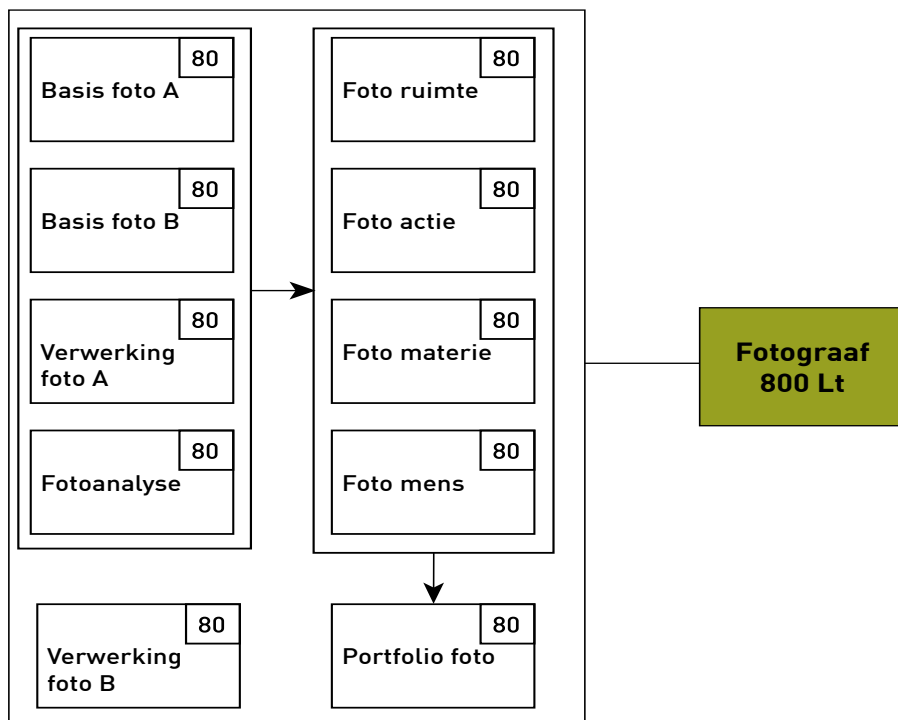 80
Basis foto A
80
Basis foto B
80
Verwerking
foto A
80
Fotoanalyse
80
Foto ruimte
80
Foto actie
80
Foto materie
80
Foto mens
80
Verwerking
foto B
80
Portfolio foto
Fotograaf
800 Lt